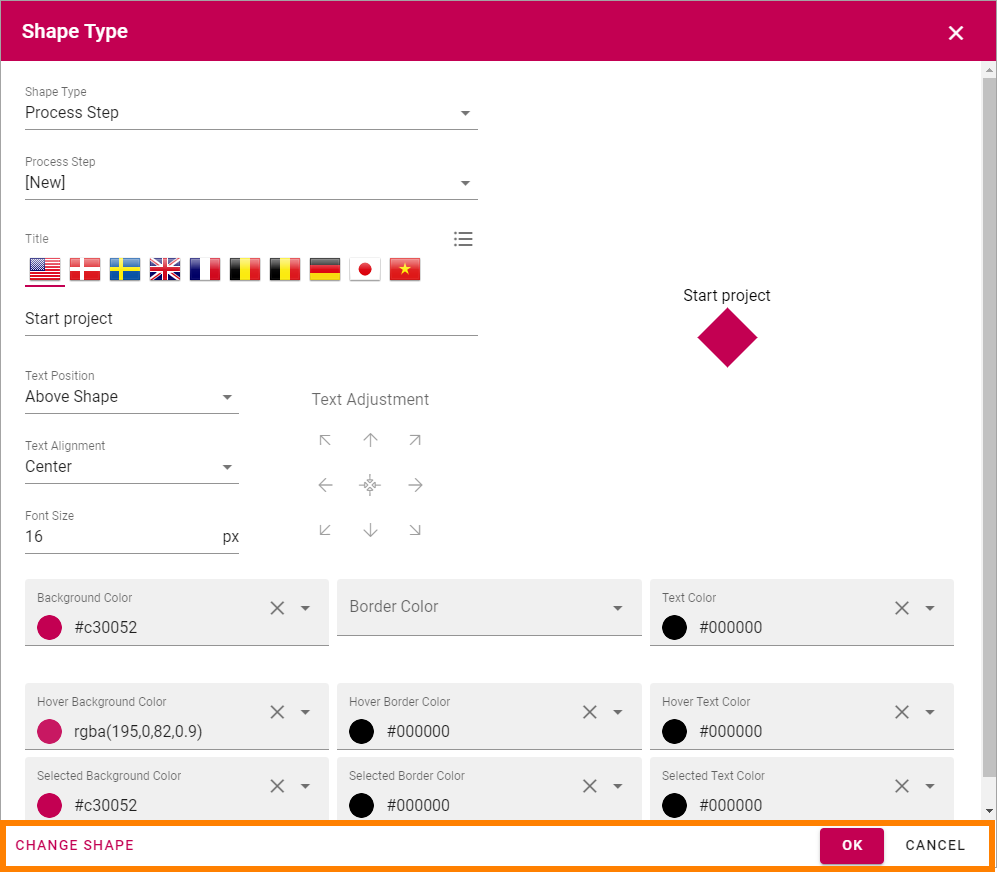 Shape Type
Shape Type
Process Step
Process Step
[New]
Title
Start project
Start project
Text Position
Above Shape
Text Adjustment
Text Alignment
Center
Font Size
16 px
Background Color
#c30052
Border Color
Text Color
#000000
Hover Background Color
rgba(195,0,82,0.9)
Hover Border Color
#000000
Hover Text Color
#000000
Selected Background Color
#c30052
Selected Border Color
#000000
Selected Text Color
#000000
CHANGE SHAPE
OK
CANCEL